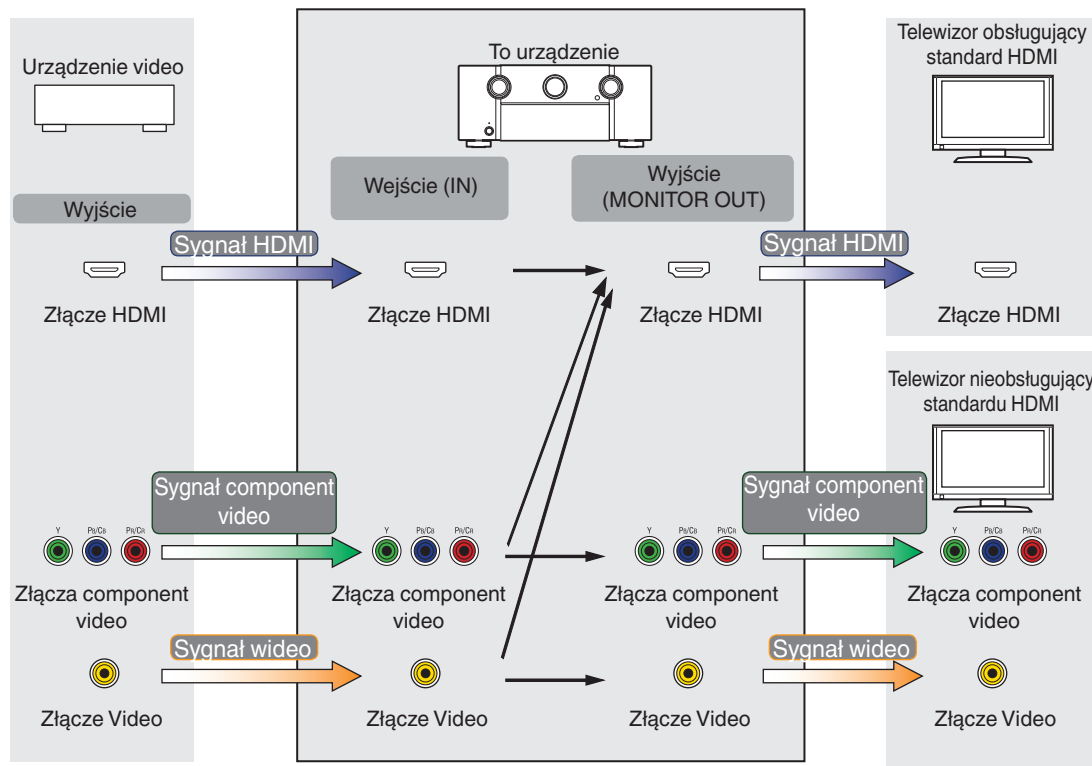 Urządzenie video
To urządzenie
Telewizor obsługujący
standard HDMI
Wyjście
Wejście (IN)
Wyjście
(MONITOR OUT)
Sygnał HDMI
Sygnał HDMI
Złącze HDMI
Złącze HDMI
Złącze HDMI
Złącze HDMI
Telewizor nieobsługujący
standardu HDMI
Sygnał component
video
Sygnał component
video
Y PB/CB PR/CR
Y PB/CB PR/CR
Y PB/CB PR/CR
Y PB/CB PR/CR
Złącza component
video
Złącza component
video
Złącza component
video
Złącza component
video
Sygnał wideo
Sygnał wideo
Złącze Video
Złącze Video
Złącze Video
Złącze Video